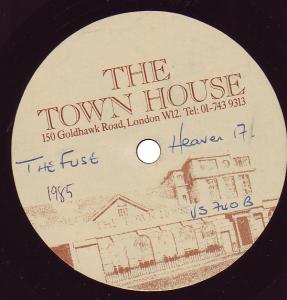 THE
TOWN HOUSE
150 Goldhawk Road, London W12. Tel: 01-743 9313
THE FUSE Heaven 17!
1985
VS 740 B